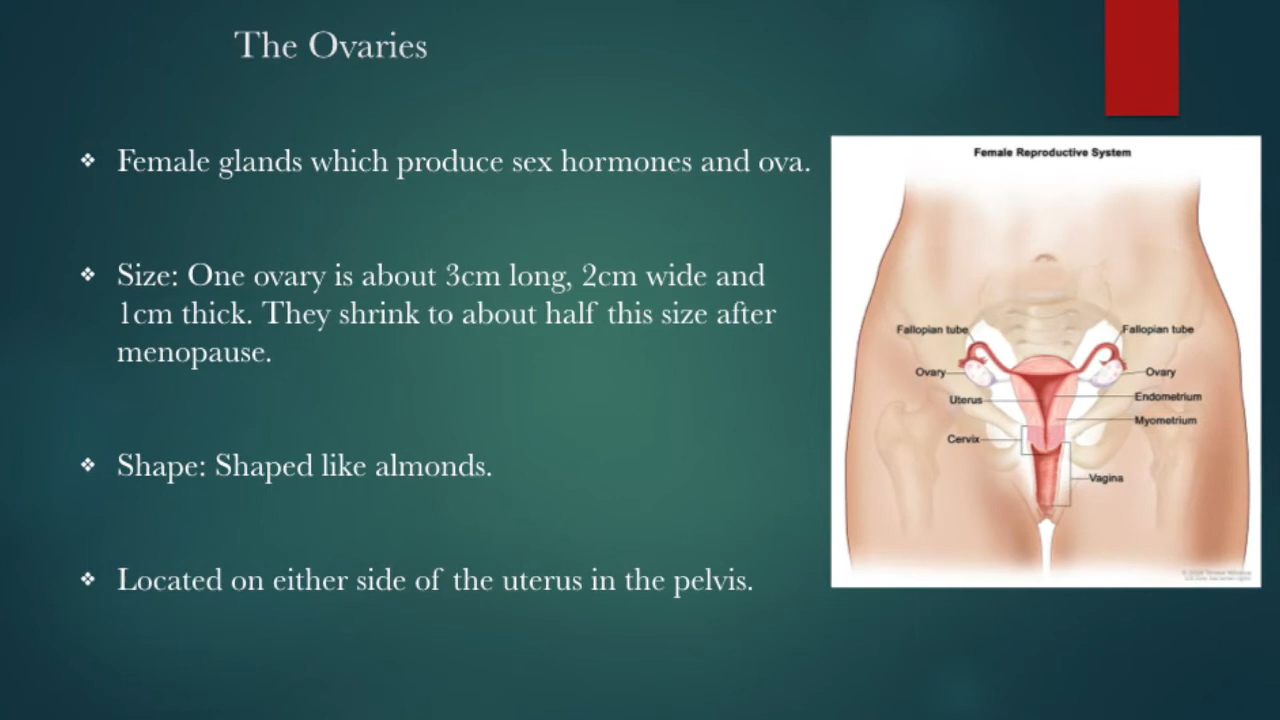 The Ovaries
❖ Female glands which produce sex hormones and ova.
❖ Size: One ovary is about 3cm long, 2cm wide and
1cm thick. They shrink to about half this size after
menopause.
❖ Shape: Shaped like almonds.
❖ Located on either side of the uterus in the pelvis.
Female Reproductive System
Fallopian tube
Fallopian tube
Ovary
Ovary
Uterus
Endometrium
Myometrium
Cervix
Vagina